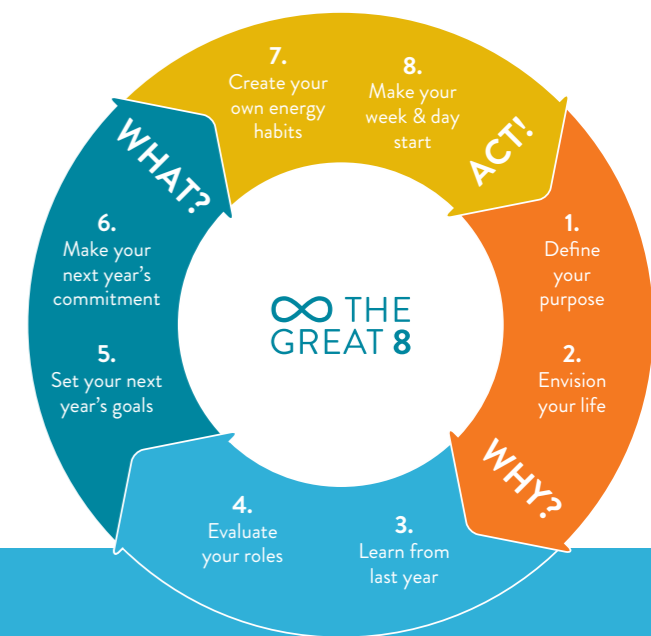 7.
Create your
own energy
habits
8.
Make your
week & day
start
ACT!
1.
Define
your
purpose
2.
Envision
your life
WHY?
3.
Learn from
last year
4.
Evaluate
your roles
5.
Set your next
year's goals
6.
Make your
next year's
commitment
WHAT?
THE
GREAT 8